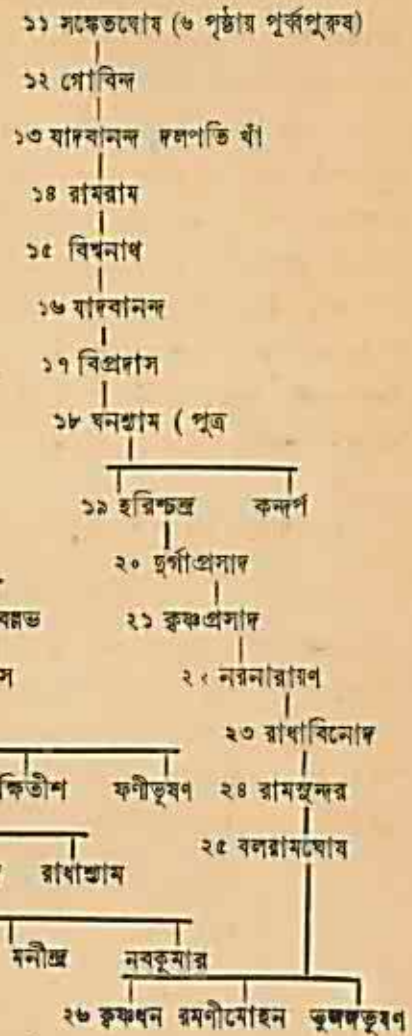 ১১ সঙ্কেতঘোষ (৬ পৃষ্ঠায় পূর্ব্বপুরুষ)
১২ গোবিন্দ
১৩ যাদবানন্দ দলপতি খাঁ
১৪ রামরাম
১৫ বিশ্বনাথ
১৬ যাদবানন্দ
১৭ বিপ্রদাস
১৮ ঘনশ্যাম ( পুত্র
১৯ হরিশ্চন্দ্র কন্দর্প
২০ দুর্গাপ্রসাদ
বল্লভ ২১ কৃষ্ণপ্রসাদ
স ২ নরনারায়ণ
২৩ রাধাবিনোদ
ক্ষিতীশ ফণীভূষণ ২৪ রামসুন্দর
২৫ বলরামঘোষ
রাধাশ্যাম
মনীন্দ্র নবকুমার
২৬ কৃষ্ণধন রমণীমোহন ভুজঙ্গভূষণ